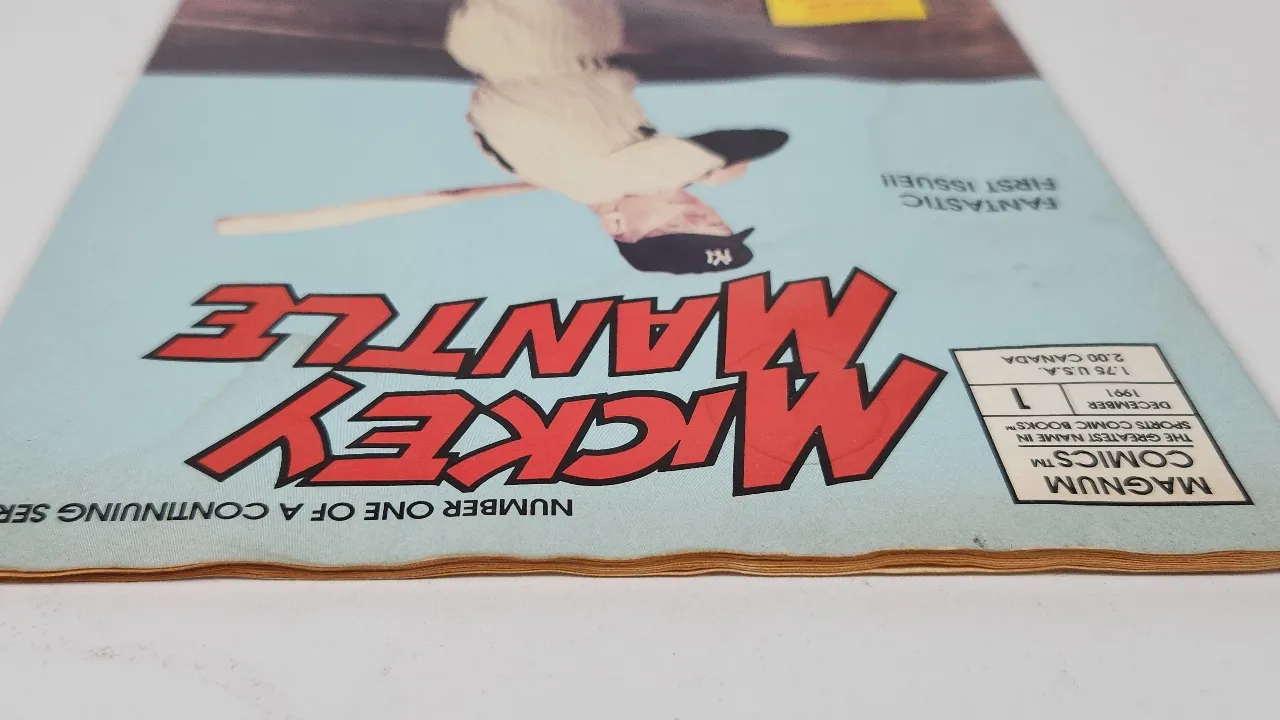 MAGNUM
COMICS™
THE GREATEST NAME IN
SPORTS COMIC BOOKS™
DECEMBER
1991
1
1.75 U.S.A.
2.00 CANADA
NUMBER ONE OF A CONTINUING
MICKEY
MANTLE
FANTASTIC
FIRST ISSUE!!
NY